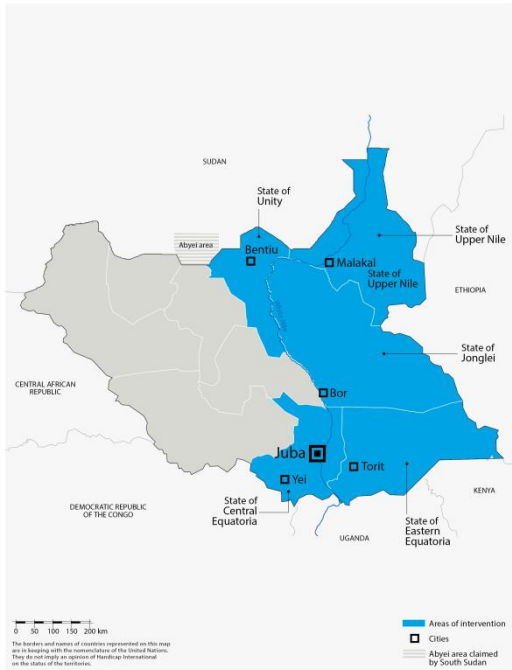 SUDAN
State of
Unity
Abyei area
Bentiu
Malakal
State of
Upper Nile
State of
Upper Nile
ETHIOPIA
State of
Jonglei
CENTRAL AFRICAN
REPUBLIC
Bor
Juba
Torit
Yei
KENYA
DEMOCRATIC REPUBLIC
OF THE CONGO
State of
Central
Equatoria
State of
Eastern
Equatoria
UGANDA
0 50 100 150 200 km
The borders and names of countries represented on this map
are in keeping with the nomenclature of the United Nations.
They do not imply an opinion of Handicap International
on the status of the territories.
Areas of intervention
Cities
Abyei area claimed
by South Sudan